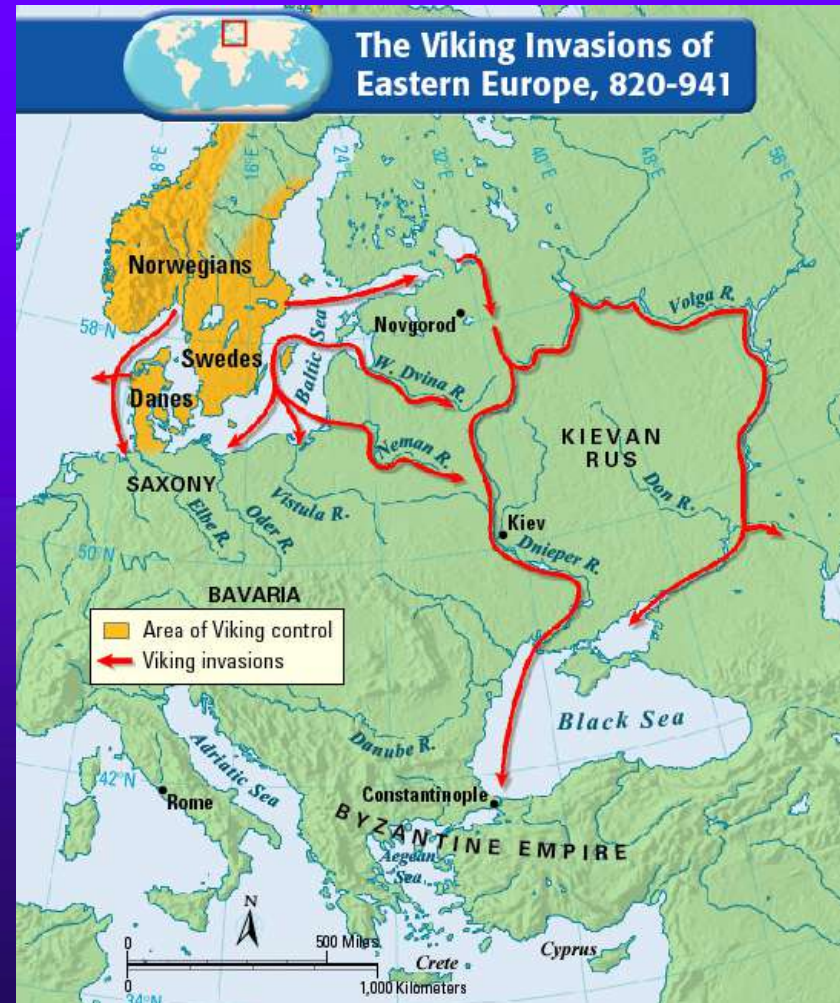 The Viking Invasions of
Eastern Europe, 820-941
8°E
16°E
24°E
32°E
40°E
48°E
56°E
Norwegians
58°N
Swedes
Danes
Baltic Sea
Novgorod
Volga R.
W. Dvina R.
Neman R.
KIEVAN
RUS
SAXONY
Elbe R.
Oder R.
Vistula R.
Don R.
50°N
Kiev
Dnieper R.
BAVARIA
Area of Viking control
Viking invasions
Black Sea
Danube R.
Adriatic Sea
42°N
Rome
Constantinople
BYZANTINE EMPIRE
Aegean
Sea
N
0
500 Miles
0
1,000 Kilometers
Crete
Cyprus
34°N